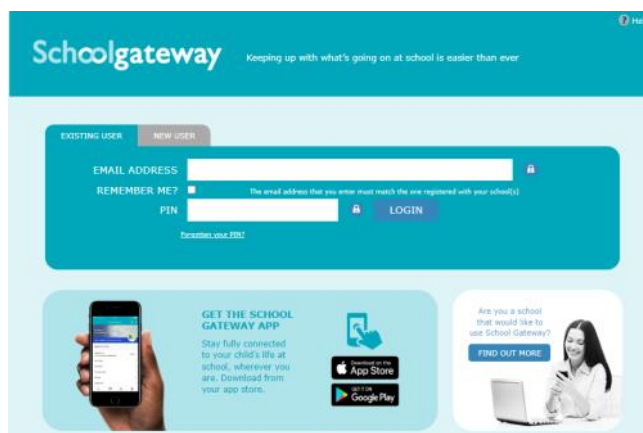 Schoolgateway
Keeping up with what's going on at school is easier than ever
EXISTING USER
NEW USER
EMAIL ADDRESS
REMEMBER ME?
The email address that you enter must match the one registered with your school(s)
PIN
LOGIN
Forgotten your PIN?
GET THE SCHOOL
GATEWAY APP
Stay fully connected
to your child's life at
school, wherever you
are. Download from
your app store.
Download on the
App Store
GET IT ON
Google Play
Are you a school
that would like to
use School Gateway?
FIND OUT MORE